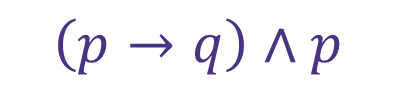 (p → q) ∧ p